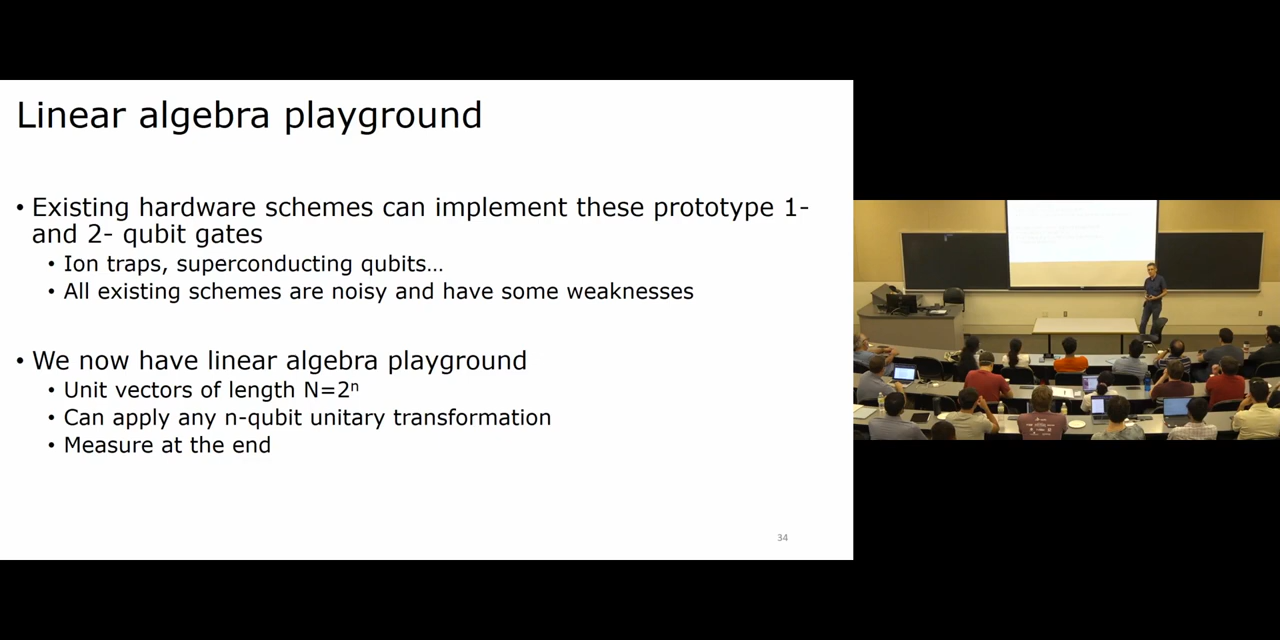 Linear algebra playground
• Existing hardware schemes can implement these prototype 1-
and 2- qubit gates
• Ion traps, superconducting qubits…
• All existing schemes are noisy and have some weaknesses
• We now have linear algebra playground
• Unit vectors of length N=2ⁿ
• Can apply any n-qubit unitary transformation
• Measure at the end
34